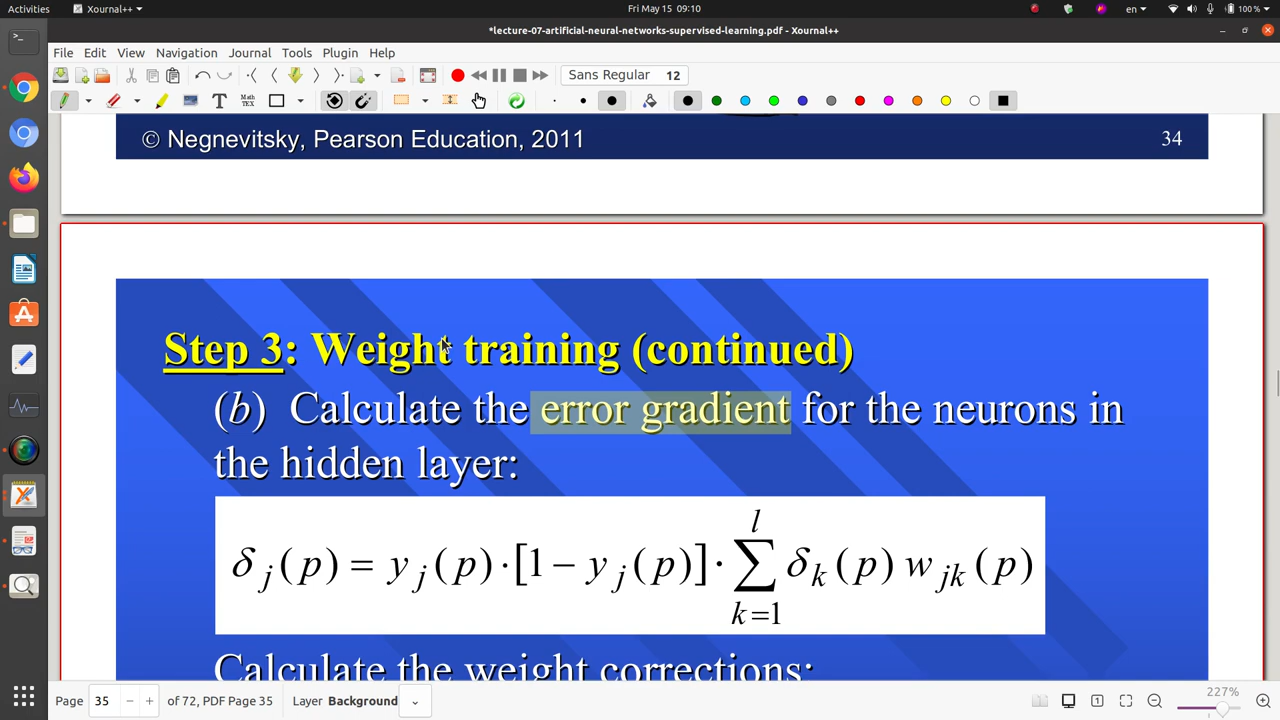 Activities
Xournal++
Fri May 15 09:10
en
100 %
*lecture-07-artificial-neural-networks-supervised-learning.pdf - Xournal++
File Edit View Navigation Journal Tools Plugin Help
Sans Regular 12
© Negnevitsky, Pearson Education, 2011
34
Step 3: Weight training (continued)
(b) Calculate the error gradient for the neurons in
the hidden layer:
δj(p) = yj(p)·[1 − yj(p)]· ∑_{k=1}^{l} δk(p) wjk(p)
Calculate the weight corrections:
Page 35 of 72, PDF Page 35 Layer Background
227%